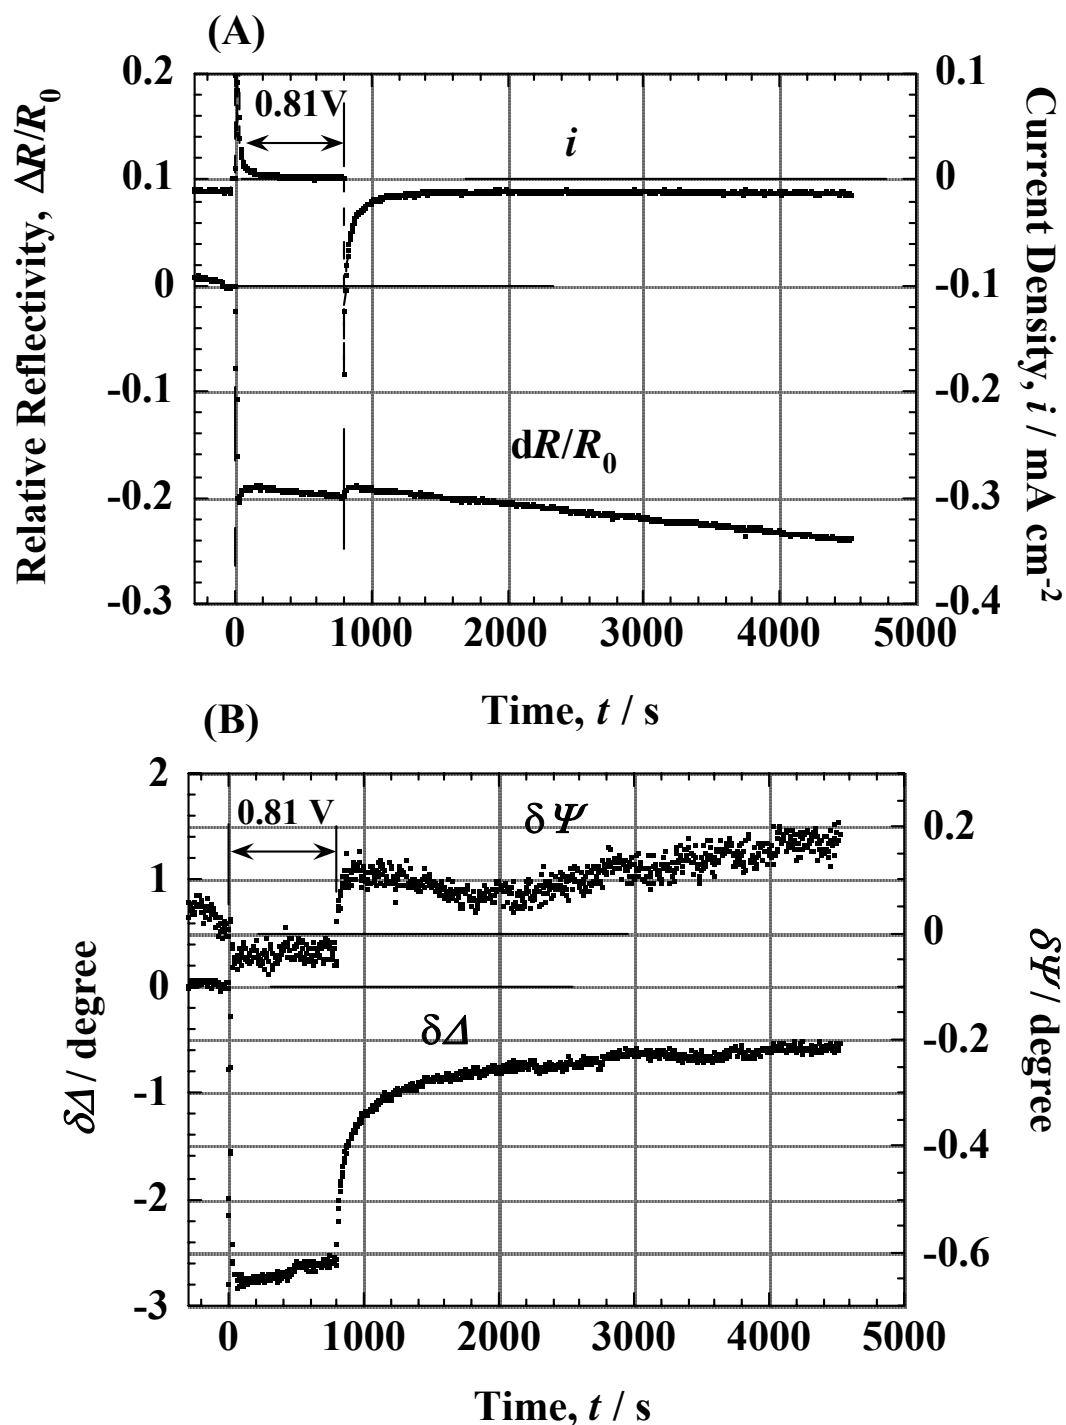 (A)
Relative Reflectivity, ΔR/R0
0.2
0.1
0
-0.1
-0.2
-0.3
0.81V
i
dR/R0
0.1
0
-0.1
-0.2
-0.3
-0.4
Current Density, i / mA cm-2
0 1000 2000 3000 4000 5000
Time, t / s
(B)
δΔ / degree
2
1
0
-1
-2
-3
0.81 V
δΨ
δΔ
0.2
0
-0.2
-0.4
-0.6
δΨ / degree
0 1000 2000 3000 4000 5000
Time, t / s